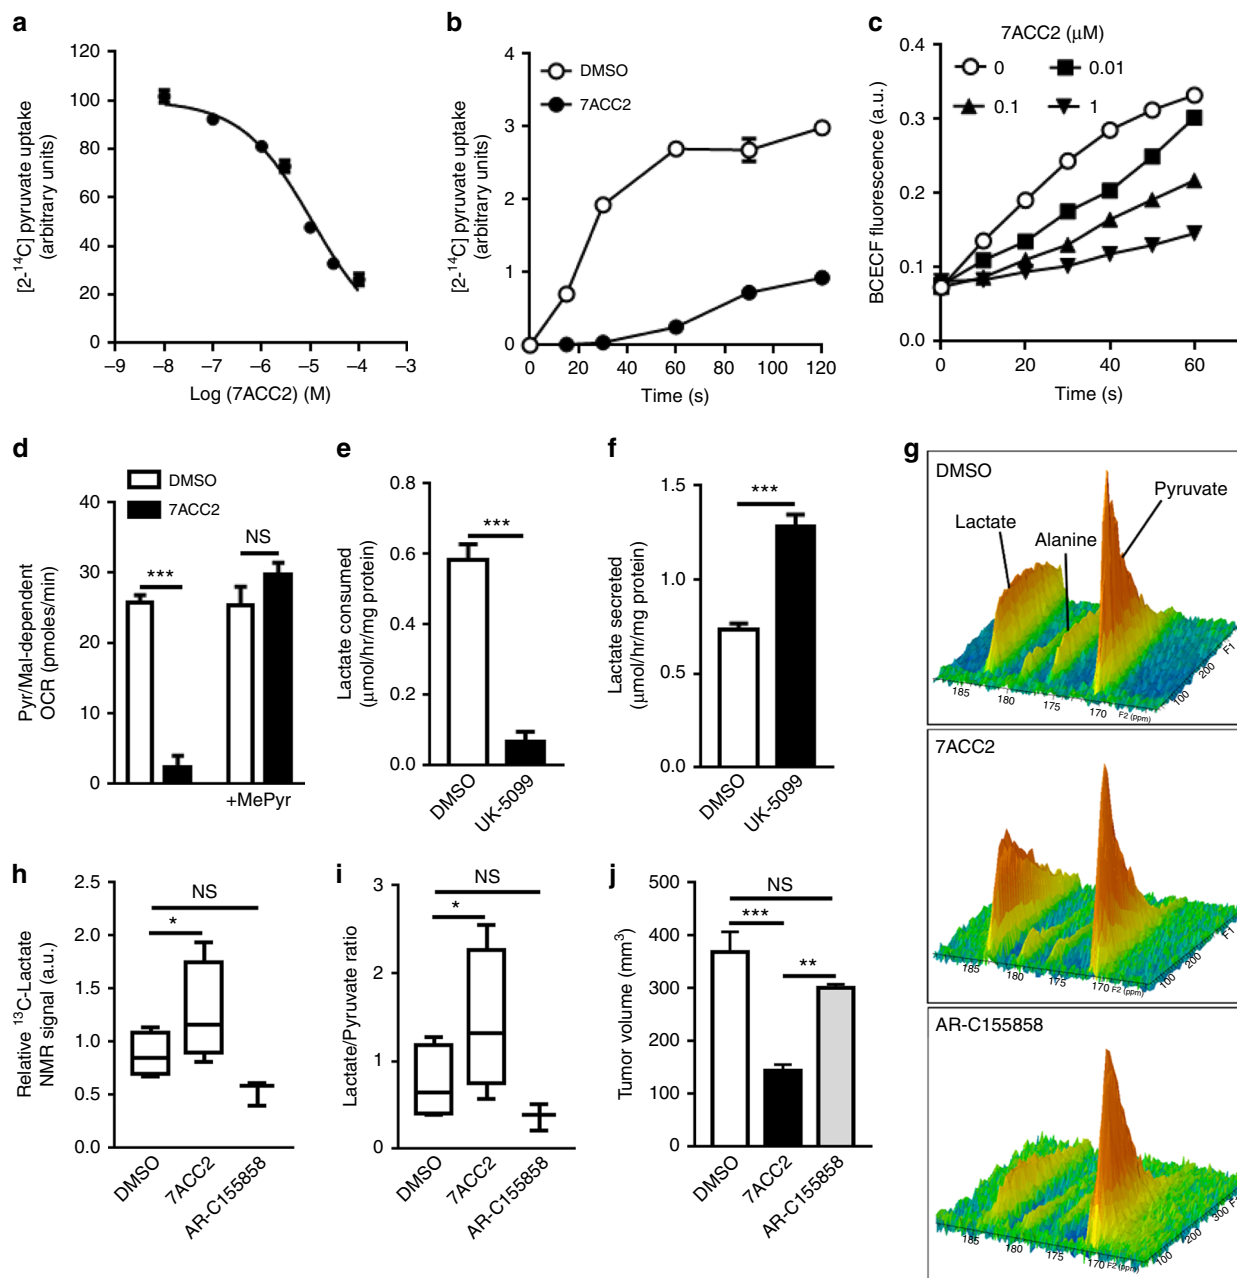 a
[2-¹⁴C] pyruvate uptake
(arbitrary units)
120
100
80
60
40
20
0
–9 –8 –7 –6 –5 –4 –3
Log (7ACC2) (M)
b
[2-¹⁴C] pyruvate uptake
(arbitrary units)
4
3
2
1
0
DMSO
7ACC2
0 20 40 60 80 100 120
Time (s)
c
7ACC2 (μM)
0 0.01
0.1 1
BCECF fluorescence (a.u.)
0.4
0.3
0.2
0.1
0.0
0 20 40 60
Time (s)
d
DMSO
7ACC2
Pyr/Mal-dependent
OCR (pmoles/min)
40
30
20
10
0
***
NS
+MePyr
e
Lactate consumed
(μmol/hr/mg protein)
0.8
0.6
0.4
0.2
0.0
***
DMSO
UK-5099
f
Lactate secreted
(μmol/hr/mg protein)
1.5
1.0
0.5
0.0
***
DMSO
UK-5099
g
DMSO
Lactate
Alanine
Pyruvate
185 180 175 170 F2 (ppm)
100 200 F1
7ACC2
185 180 175 170 F2 (ppm)
100 200 F1
AR-C155858
185 180 175 170 F2 (ppm)
100 200 300 F
h
Relative ¹³C-Lactate
NMR signal (a.u.)
2.5
2.0
1.5
1.0
0.5
0.0
NS
*
DMSO
7ACC2
AR-C155858
i
Lactate/Pyruvate ratio
3
2
1
0
NS
*
DMSO
7ACC2
AR-C155858
j
Tumor volume (mm³)
500
400
300
200
100
0
NS
***
**
DMSO
7ACC2
AR-C155858